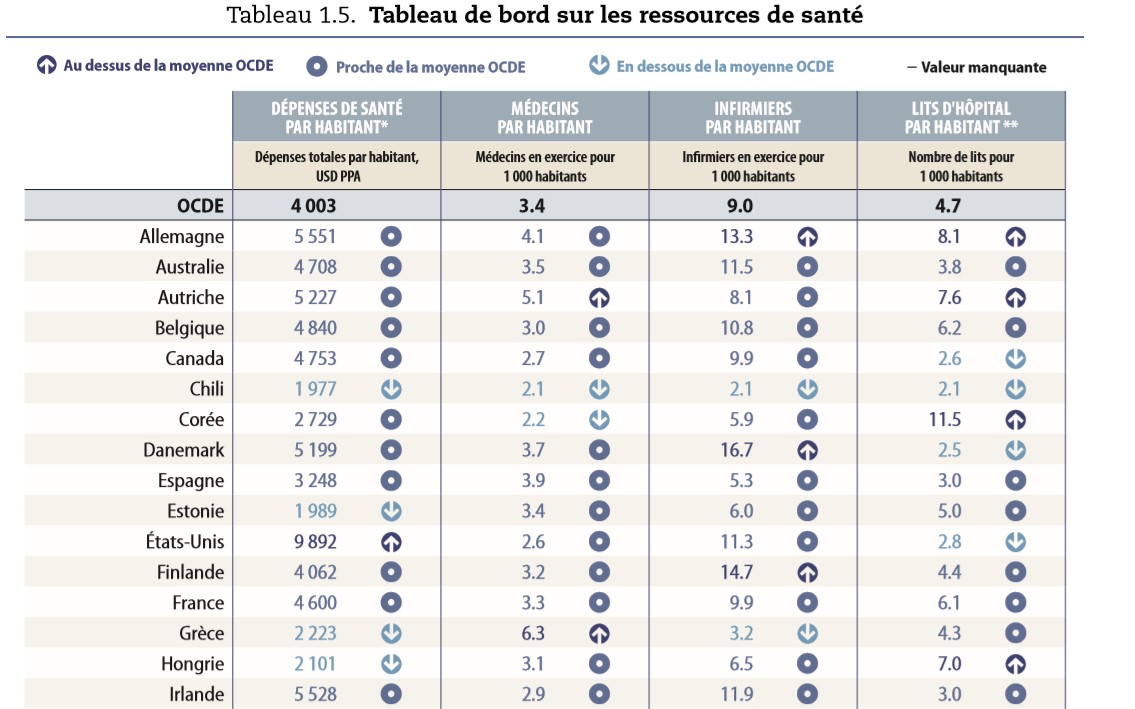 Tableau 1.5. Tableau de bord sur les ressources de santé
Au dessus de la moyenne OCDE Proche de la moyenne OCDE En dessous de la moyenne OCDE – Valeur manquante
DÉPENSES DE SANTÉ PAR HABITANT* MÉDECINS PAR HABITANT INFIRMIERS PAR HABITANT LITS D'HÔPITAL PAR HABITANT **
Dépenses totales par habitant, USD PPA Médecins en exercice pour 1 000 habitants Infirmiers en exercice pour 1 000 habitants Nombre de lits pour 1 000 habitants
OCDE 4 003 3.4 9.0 4.7
Allemagne 5 551 4.1 13.3 8.1
Australie 4 708 3.5 11.5 3.8
Autriche 5 227 5.1 8.1 7.6
Belgique 4 840 3.0 10.8 6.2
Canada 4 753 2.7 9.9 2.6
Chili 1 977 2.1 2.1 2.1
Corée 2 729 2.2 5.9 11.5
Danemark 5 199 3.7 16.7 2.5
Espagne 3 248 3.9 5.3 3.0
Estonie 1 989 3.4 6.0 5.0
États-Unis 9 892 2.6 11.3 2.8
Finlande 4 062 3.2 14.7 4.4
France 4 600 3.3 9.9 6.1
Grèce 2 223 6.3 3.2 4.3
Hongrie 2 101 3.1 6.5 7.0
Irlande 5 528 2.9 11.9 3.0